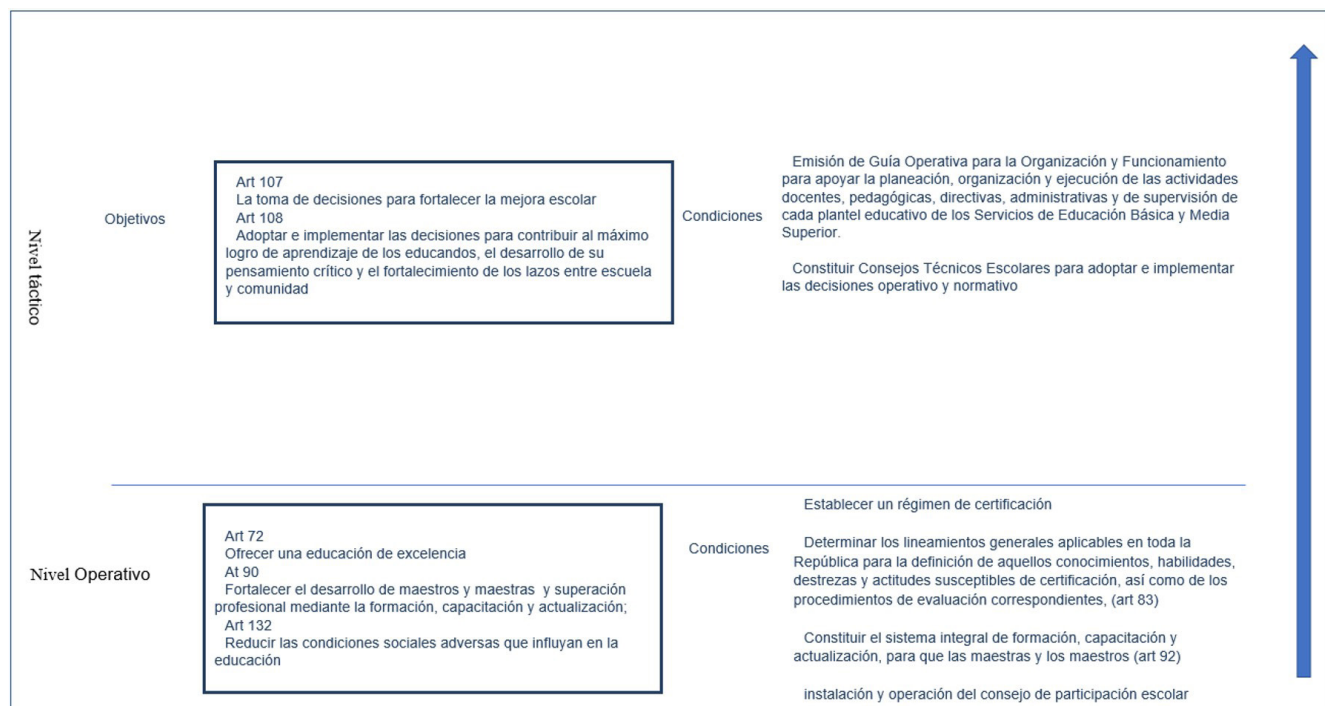 Nivel táctico
Objetivos
Art 107
La toma de decisiones para fortalecer la mejora escolar
Art 108
Adoptar e implementar las decisiones para contribuir al máximo
logro de aprendizaje de los educandos, el desarrollo de su
pensamiento crítico y el fortalecimiento de los lazos entre escuela
y comunidad
Condiciones
Emisión de Guía Operativa para la Organización y Funcionamiento
para apoyar la planeación, organización y ejecución de las actividades
docentes, pedagógicas, directivas, administrativas y de supervisión de
cada plantel educativo de los Servicios de Educación Básica y Media
Superior.
Constituir Consejos Técnicos Escolares para adoptar e implementar
las decisiones operativo y normativo
Nivel Operativo
Art 72
Ofrecer una educación de excelencia
At 90
Fortalecer el desarrollo de maestros y maestras y superación
profesional mediante la formación, capacitación y actualización;
Art 132
Reducir las condiciones sociales adversas que influyan en la
educación
Condiciones
Establecer un régimen de certificación
Determinar los lineamientos generales aplicables en toda la
República para la definición de aquellos conocimientos, habilidades,
destrezas y actitudes susceptibles de certificación, así como de los
procedimientos de evaluación correspondientes, (art 83)
Constituir el sistema integral de formación, capacitación y
actualización, para que las maestras y los maestros (art 92)
instalación y operación del consejo de participación escolar